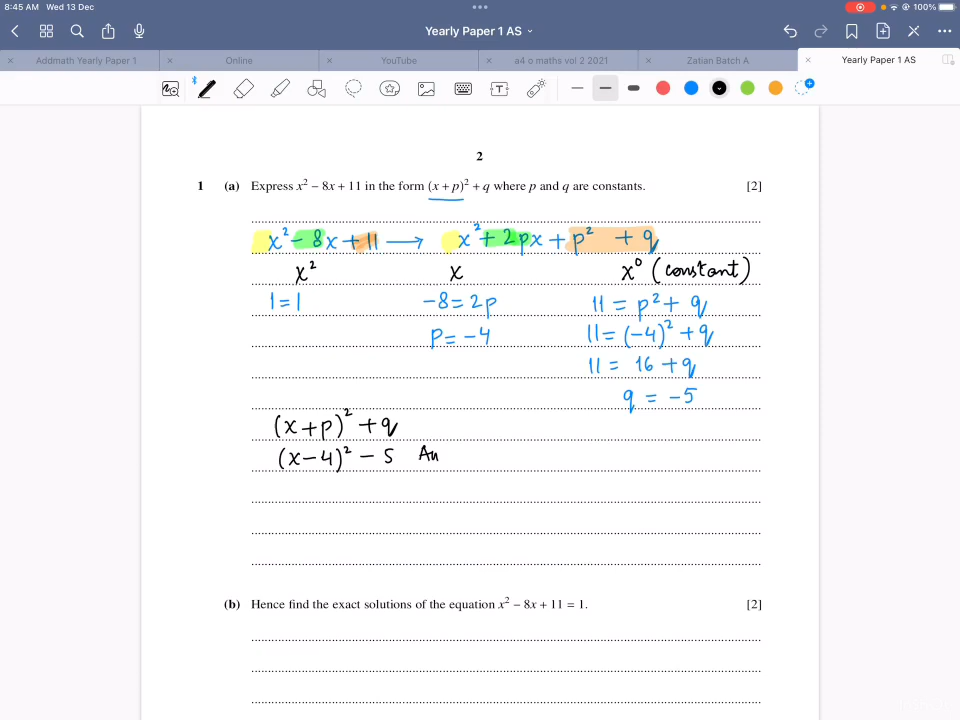 8:45 AM Wed 13 Dec
100%
Yearly Paper 1 AS
Addmath Yearly Paper 1
Online
YouTube
a4 o maths vol 2 2021
Zatian Batch A
Yearly Paper 1 AS
2
1 (a) Express x² − 8x + 11 in the form (x + p)² + q where p and q are constants. [2]
x² − 8x + 11 → x² + 2px + p² + q
x² x x⁰ (constant)
1 = 1 −8 = 2p 11 = p² + q
p = −4 11 = (−4)² + q
11 = 16 + q
q = −5
(x + p)² + q
(x − 4)² − 5 An
(b) Hence find the exact solutions of the equation x² − 8x + 11 = 1. [2]